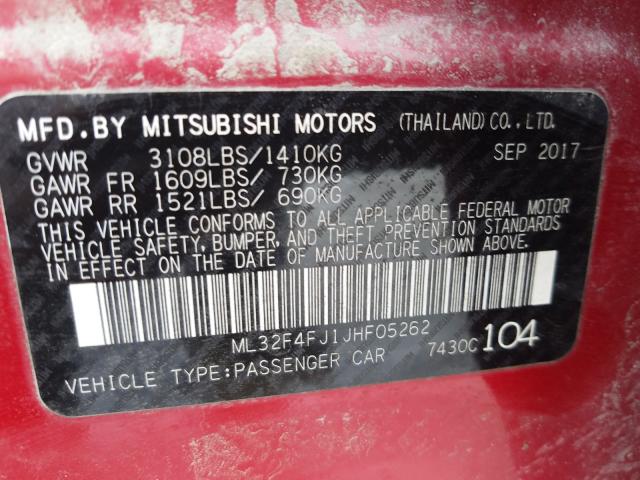 MFD.BY MITSUBISHI MOTORS (THAILAND)CO.,LTD.
GVWR 3108LBS/1410KG SEP 2017
GAWR FR 1609LBS/ 730KG
GAWR RR 1521LBS/ 690KG
THIS VEHICLE CONFORMS TO ALL APPLICABLE FEDERAL MOTOR
VEHICLE SAFETY, BUMPER, AND THEFT PREVENTION STANDARDS
IN EFFECT ON THE DATE OF MANUFACTURE SHOWN ABOVE.
ML32F4FJ1JHF05262
VEHICLE TYPE:PASSENGER CAR 7430C 104